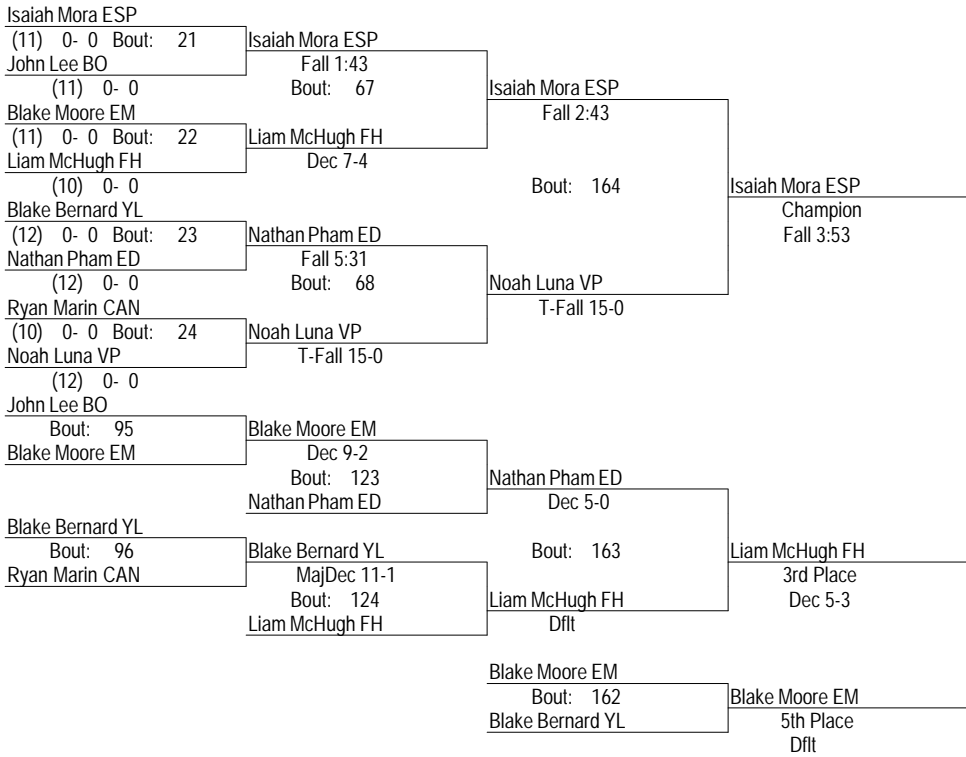 Isaiah Mora ESP
(11) 0- 0 Bout: 21 Isaiah Mora ESP
John Lee BO Fall 1:43
(11) 0- 0 Bout: 67 Isaiah Mora ESP
Blake Moore EM Fall 2:43
(11) 0- 0 Bout: 22 Liam McHugh FH
Liam McHugh FH Dec 7-4
(10) 0- 0 Bout: 164 Isaiah Mora ESP
Blake Bernard YL Champion
(12) 0- 0 Bout: 23 Nathan Pham ED Fall 3:53
Nathan Pham ED Fall 5:31
(12) 0- 0 Bout: 68 Noah Luna VP
Ryan Marin CAN T-Fall 15-0
(10) 0- 0 Bout: 24 Noah Luna VP
Noah Luna VP T-Fall 15-0
(12) 0- 0
John Lee BO
Bout: 95 Blake Moore EM
Blake Moore EM Dec 9-2
Bout: 123 Nathan Pham ED
Nathan Pham ED Dec 5-0
Blake Bernard YL
Bout: 96 Blake Bernard YL Bout: 163 Liam McHugh FH
Ryan Marin CAN MajDec 11-1 3rd Place
Bout: 124 Liam McHugh FH Dec 5-3
Liam McHugh FH Dflt
Blake Moore EM
Bout: 162 Blake Moore EM
Blake Bernard YL 5th Place
Dflt